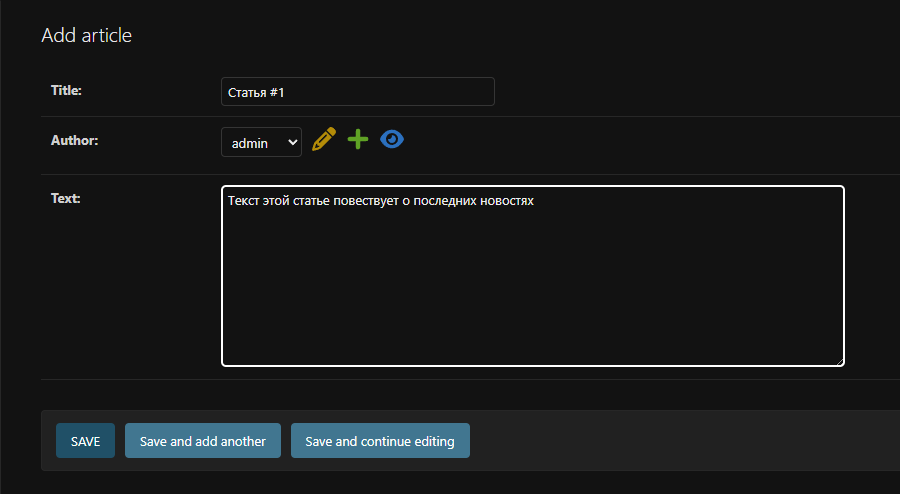 Add article
Title:
Статья #1
Author:
admin
Text:
Текст этой статье повествует о последних новостях
SAVE
Save and add another
Save and continue editing